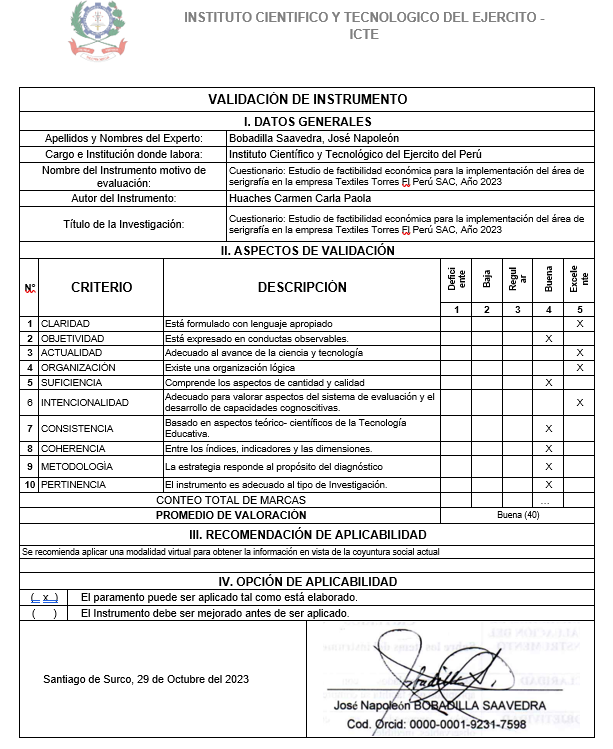 INSTITUTO CIENTIFICO Y TECNOLOGICO DEL EJERCITO -
ICTE
VALIDACIÓN DE INSTRUMENTO
I. DATOS GENERALES
Apellidos y Nombres del Experto: Bobadilla Saavedra, José Napoleón
Cargo e Institución donde labora: Instituto Científico y Tecnológico del Ejercito del Perú
Nombre del Instrumento motivo de evaluación: Cuestionario: Estudio de factibilidad económica para la implementación del área de
serigrafía en la empresa Textiles Torres El Perú SAC, Año 2023
Autor del Instrumento: Huaches Carmen Carla Paola
Título de la Investigación: Cuestionario: Estudio de factibilidad económica para la implementación del área de
serigrafía en la empresa Textiles Torres El Perú SAC, Año 2023
II. ASPECTOS DE VALIDACIÓN
N° CRITERIO DESCRIPCIÓN Deficiente Baja Regular Buena Excelente
1 2 3 4 5
1 CLARIDAD Está formulado con lenguaje apropiado X
2 OBJETIVIDAD Está expresado en conductas observables. X
3 ACTUALIDAD Adecuado al avance de la ciencia y tecnología X
4 ORGANIZACIÓN Existe una organización lógica X
5 SUFICIENCIA Comprende los aspectos de cantidad y calidad X
6 INTENCIONALIDAD Adecuado para valorar aspectos del sistema de evaluación y el
desarrollo de capacidades cognoscitivas. X
7 CONSISTENCIA Basado en aspectos teórico- científicos de la Tecnología
Educativa. X
8 COHERENCIA Entre los índices, indicadores y las dimensiones. X
9 METODOLOGÌA La estrategia responde al propósito del diagnóstico X
10 PERTINENCIA El instrumento es adecuado al tipo de Investigación. X
CONTEO TOTAL DE MARCAS ...
PROMEDIO DE VALORACIÓN Buena (40)
III. RECOMENDACIÓN DE APLICABILIDAD
Se recomienda aplicar una modalidad virtual para obtener la información en vista de la coyuntura social actual
IV. OPCIÓN DE APLICABILIDAD
( x ) El paramento puede ser aplicado tal como está elaborado.
( ) El Instrumento debe ser mejorado antes de ser aplicado.
Santiago de Surco, 29 de Octubre del 2023
José Napoleón BOBADILLA SAAVEDRA
Cod. Orcid: 0000-0001-9231-7598